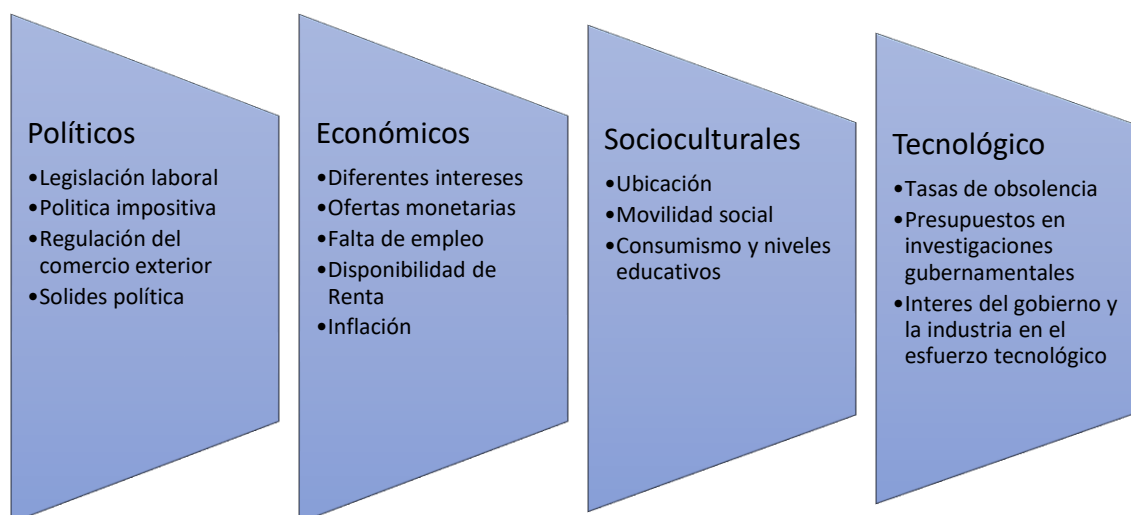 Políticos
•Legislación laboral
•Politica impositiva
•Regulación del
comercio exterior
•Solides política
Económicos
•Diferentes intereses
•Ofertas monetarias
•Falta de empleo
•Disponibilidad de
Renta
•Inflación
Socioculturales
•Ubicación
•Movilidad social
•Consumismo y niveles
educativos
Tecnológico
•Tasas de obsolencia
•Presupuestos en
investigaciones
gubernamentales
•Interes del gobierno y
la industria en el
esfuerzo tecnológico